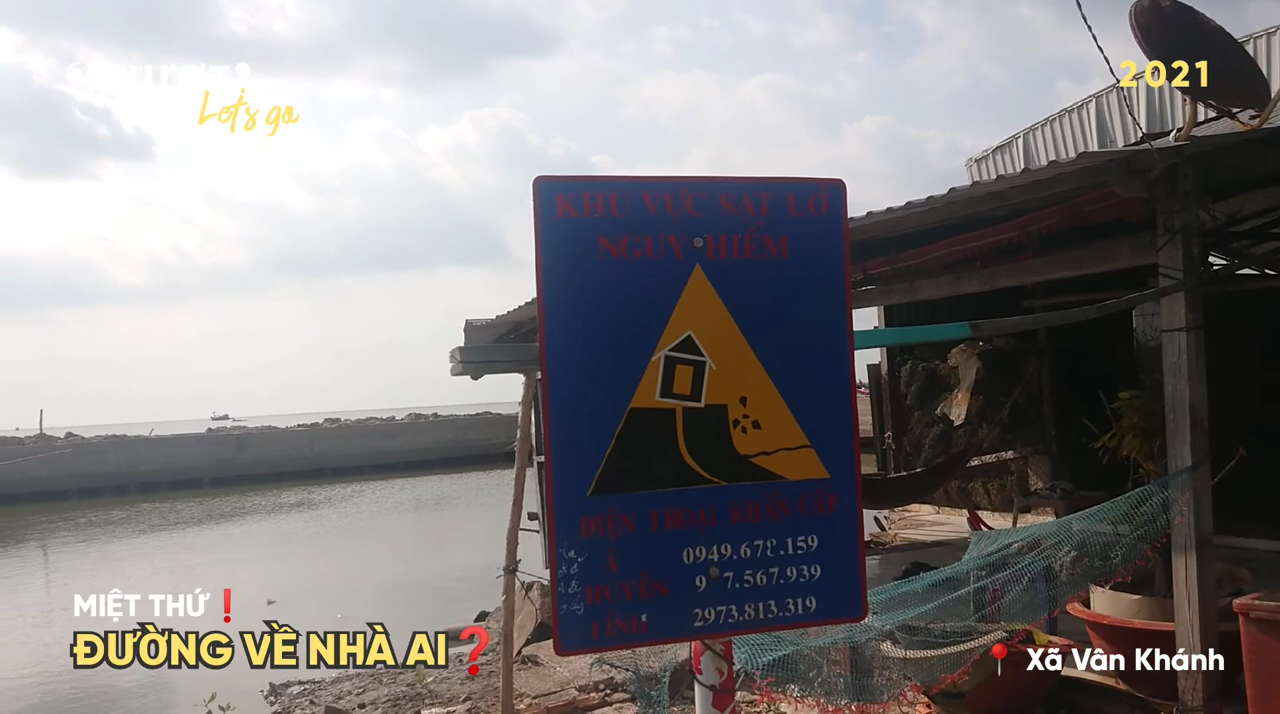 Let's go
2021
KHU VỰC SẠT LỞ
NGUY HIỂM
ĐIỆN THOẠI KHẨN CẤP
XÃ 0949.678.159
HUYỆN 7.567.939
TỈNH 2973.813.319
MIỆT THỨ❗
ĐƯỜNG VỀ NHÀ AI❓
📍 Xã Vân Khánh